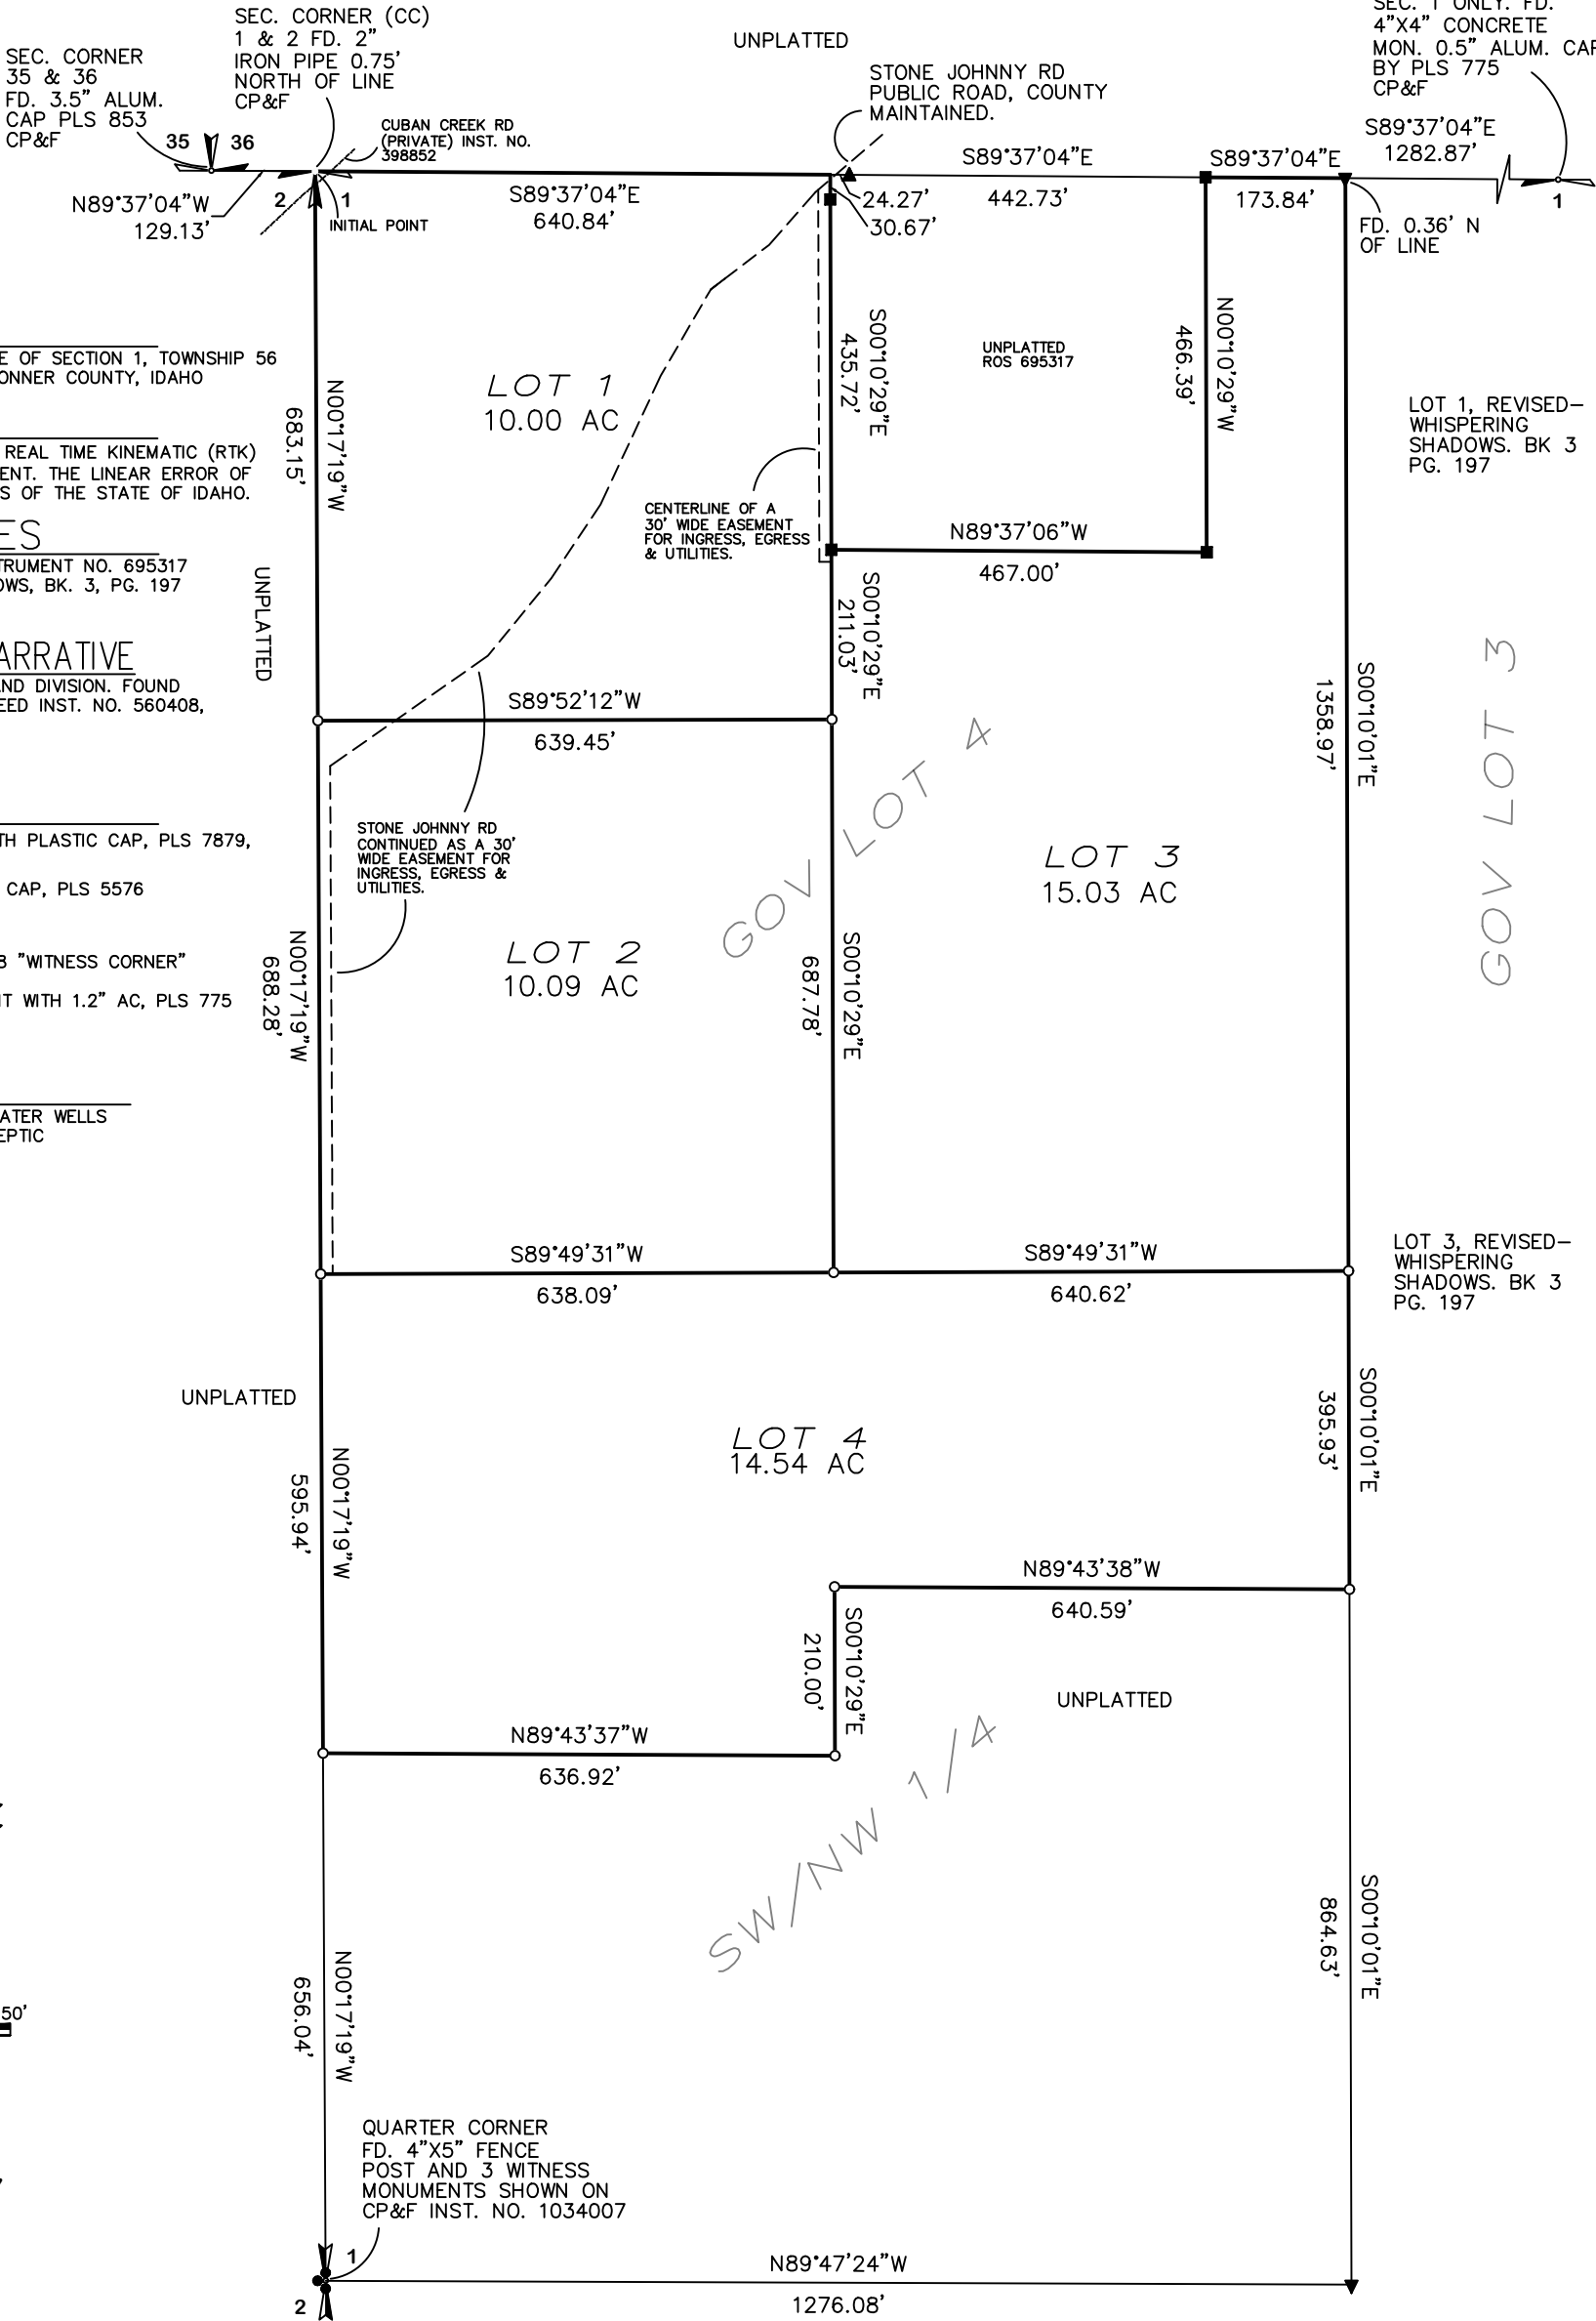 SEC. CORNER
35 & 36
FD. 3.5" ALUM.
CAP PLS 853
CP&F
SEC. CORNER (CC)
1 & 2 FD. 2"
IRON PIPE 0.75'
NORTH OF LINE
CP&F
UNPLATTED
STONE JOHNNY RD
PUBLIC ROAD, COUNTY
MAINTAINED.
SEC. 1 ONLY. FD.
4"X4" CONCRETE
MON. 0.5" ALUM. CAP
BY PLS 775
CP&F
CUBAN CREEK RD
(PRIVATE) INST. NO.
398852
35
36
2
1
INITIAL POINT
N89°37'04"W
129.13'
S89°37'04"E
640.84'
24.27'
30.67'
S89°37'04"E
442.73'
S89°37'04"E
173.84'
S89°37'04"E
1282.87'
1
FD. 0.36' N
OF LINE
E OF SECTION 1, TOWNSHIP 56
ONNER COUNTY, IDAHO
REAL TIME KINEMATIC (RTK)
ENT. THE LINEAR ERROR OF
S OF THE STATE OF IDAHO.
ES
TRUMENT NO. 695317
OWS, BK. 3, PG. 197
ARRATIVE
AND DIVISION. FOUND
EED INST. NO. 560408,
TH PLASTIC CAP, PLS 7879,
CAP, PLS 5576
8 "WITNESS CORNER"
T WITH 1.2" AC, PLS 775
ATER WELLS
EPTIC
50'
N00°17'19"W
683.15'
LOT 1
10.00 AC
S00°10'29"E
435.72'
UNPLATTED
ROS 695317
466.39'
N00°10'29"W
LOT 1, REVISED-
WHISPERING
SHADOWS. BK 3
PG. 197
CENTERLINE OF A
30' WIDE EASEMENT
FOR INGRESS, EGRESS
& UTILITIES.
N89°37'06"W
467.00'
UNPLATTED
S00°10'29"E
211.03'
S89°52'12"W
639.45'
S00°10'01"E
1358.97'
GOV LOT 3
GOV LOT 4
STONE JOHNNY RD
CONTINUED AS A 30'
WIDE EASEMENT FOR
INGRESS, EGRESS &
UTILITIES.
LOT 3
15.03 AC
LOT 2
10.09 AC
N00°17'19"W
688.28'
S00°10'29"E
687.78'
S89°49'31"W
638.09'
S89°49'31"W
640.62'
LOT 3, REVISED-
WHISPERING
SHADOWS. BK 3
PG. 197
UNPLATTED
LOT 4
14.54 AC
S00°10'01"E
395.93'
N00°17'19"W
595.94'
N89°43'38"W
640.59'
S00°10'29"E
210.00'
UNPLATTED
N89°43'37"W
636.92'
SW/NW 1/4
S00°10'01"E
864.63'
N00°17'19"W
656.04'
QUARTER CORNER
FD. 4"X5" FENCE
POST AND 3 WITNESS
MONUMENTS SHOWN ON
CP&F INST. NO. 1034007
1
2
N89°47'24"W
1276.08'